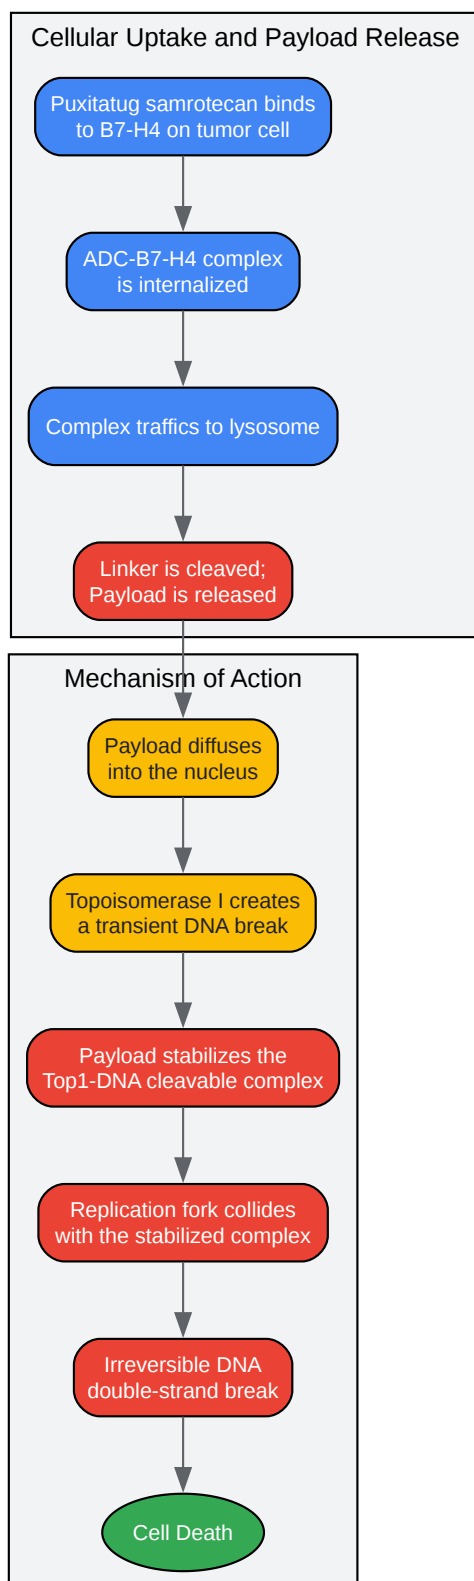 Cellular Uptake and Payload Release
Puxitatug samrotecan binds
to B7-H4 on tumor cell
ADC-B7-H4 complex
is internalized
Complex traffics to lysosome
Linker is cleaved;
Payload is released
Mechanism of Action
Payload diffuses
into the nucleus
Topoisomerase I creates
a transient DNA break
Payload stabilizes the
Top1-DNA cleavable complex
Replication fork collides
with the stabilized complex
Irreversible DNA
double-strand break
Cell Death